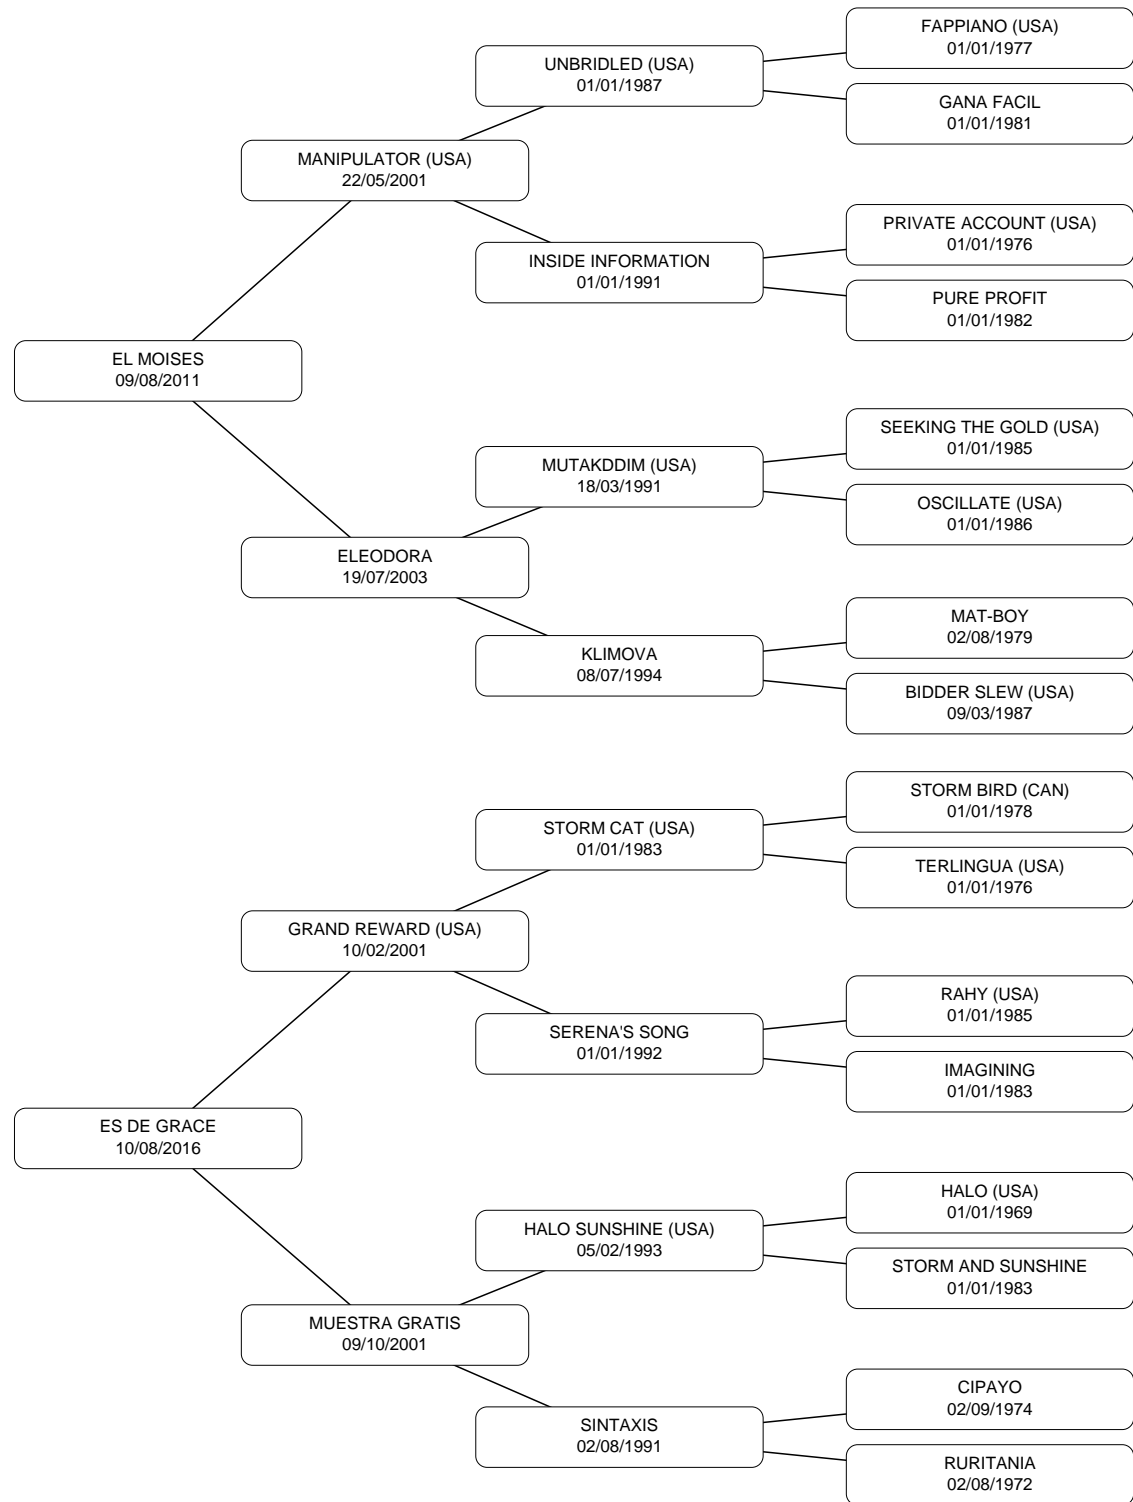 FAPPIANO (USA)
01/01/1977
UNBRIDLED (USA)
01/01/1987
GANA FACIL
01/01/1981
MANIPULATOR (USA)
22/05/2001
PRIVATE ACCOUNT (USA)
01/01/1976
INSIDE INFORMATION
01/01/1991
PURE PROFIT
01/01/1982
EL MOISES
09/08/2011
SEEKING THE GOLD (USA)
01/01/1985
MUTAKDDIM (USA)
18/03/1991
OSCILLATE (USA)
01/01/1986
ELEODORA
19/07/2003
MAT-BOY
02/08/1979
KLIMOVA
08/07/1994
BIDDER SLEW (USA)
09/03/1987
STORM BIRD (CAN)
01/01/1978
STORM CAT (USA)
01/01/1983
TERLINGUA (USA)
01/01/1976
GRAND REWARD (USA)
10/02/2001
RAHY (USA)
01/01/1985
SERENA'S SONG
01/01/1992
IMAGINING
01/01/1983
ES DE GRACE
10/08/2016
HALO (USA)
01/01/1969
HALO SUNSHINE (USA)
05/02/1993
STORM AND SUNSHINE
01/01/1983
MUESTRA GRATIS
09/10/2001
CIPAYO
02/09/1974
SINTAXIS
02/08/1991
RURITANIA
02/08/1972